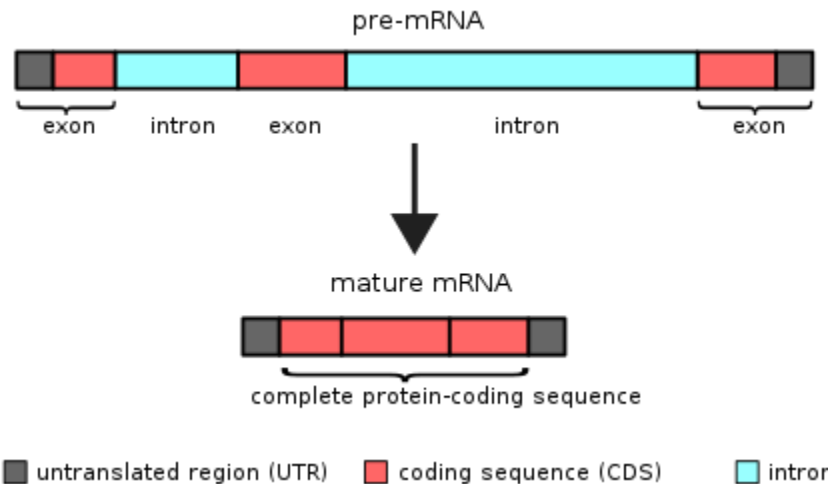 pre-mRNA
exon intron exon intron exon
mature mRNA
complete protein-coding sequence
untranslated region (UTR) coding sequence (CDS) intron